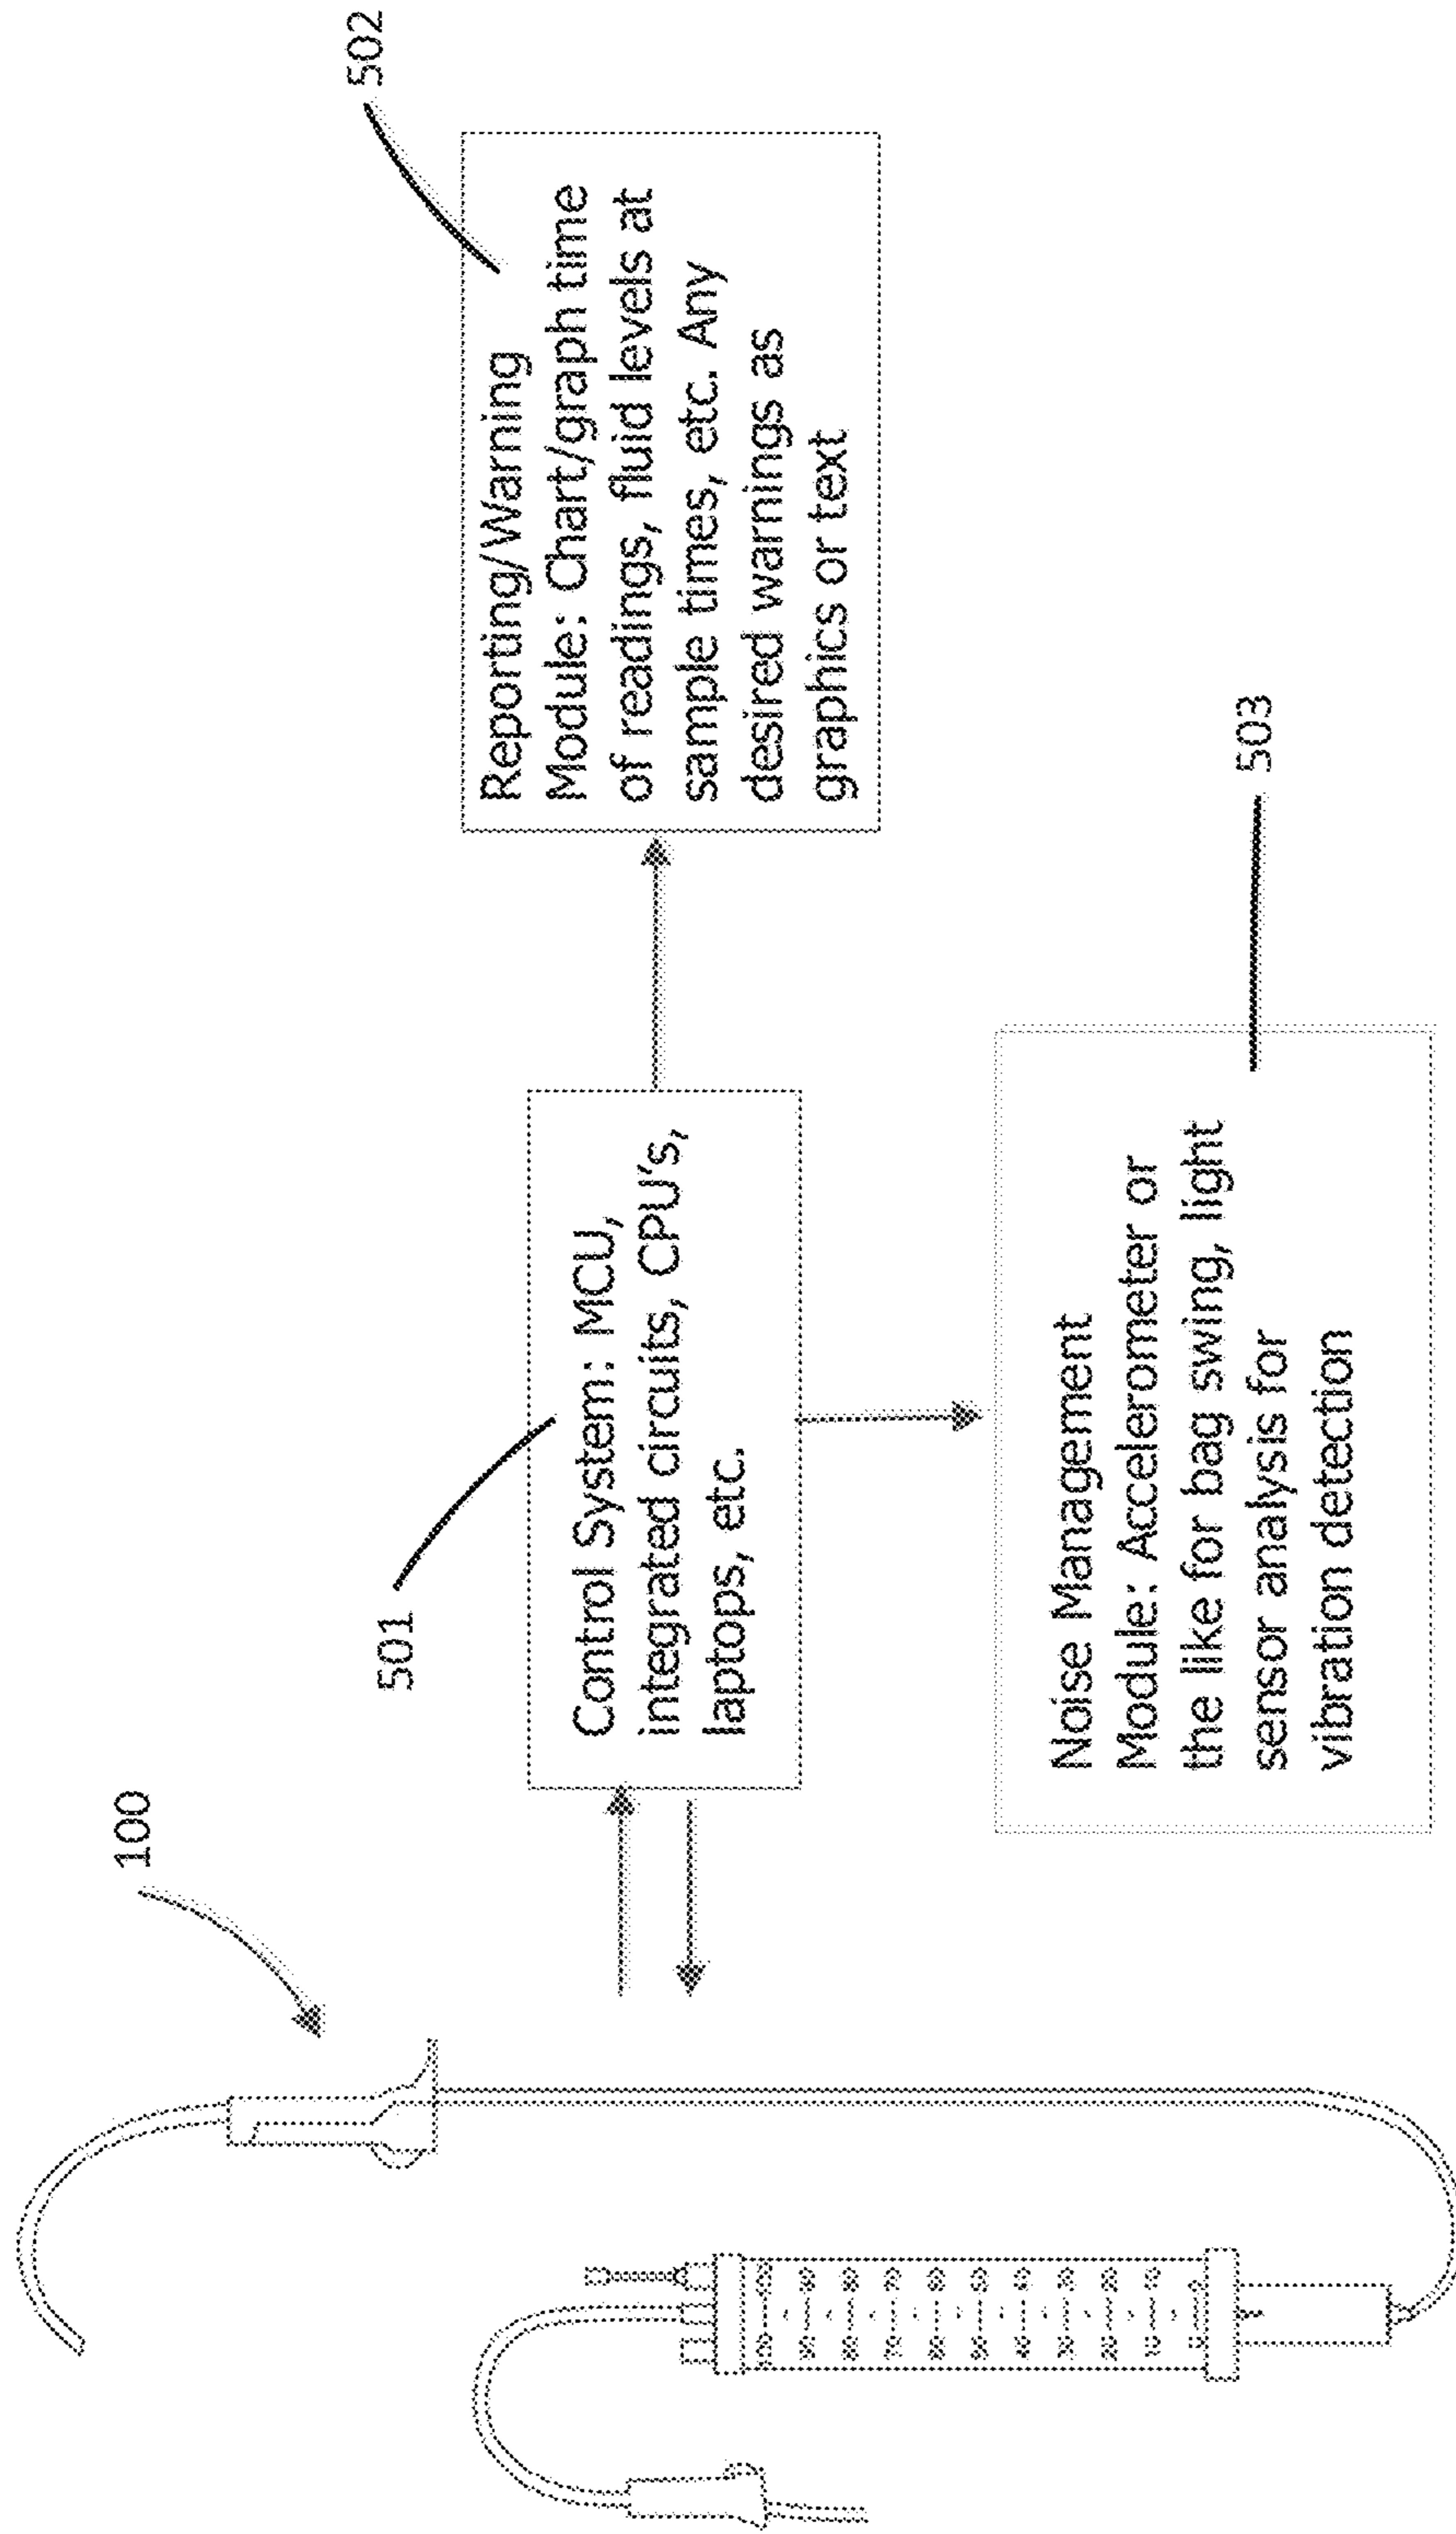 100
502
501
Control System: MCU,
integrated circuits, CPU's,
laptops, etc.
Reporting/Warning
Module: Chart/graph time
of readings, fluid levels at
sample times, etc. Any
desired warnings as
graphics or text
Noise Management
Module: Accelerometer or
the like for bag swing, light
sensor analysis for
vibration detection
503